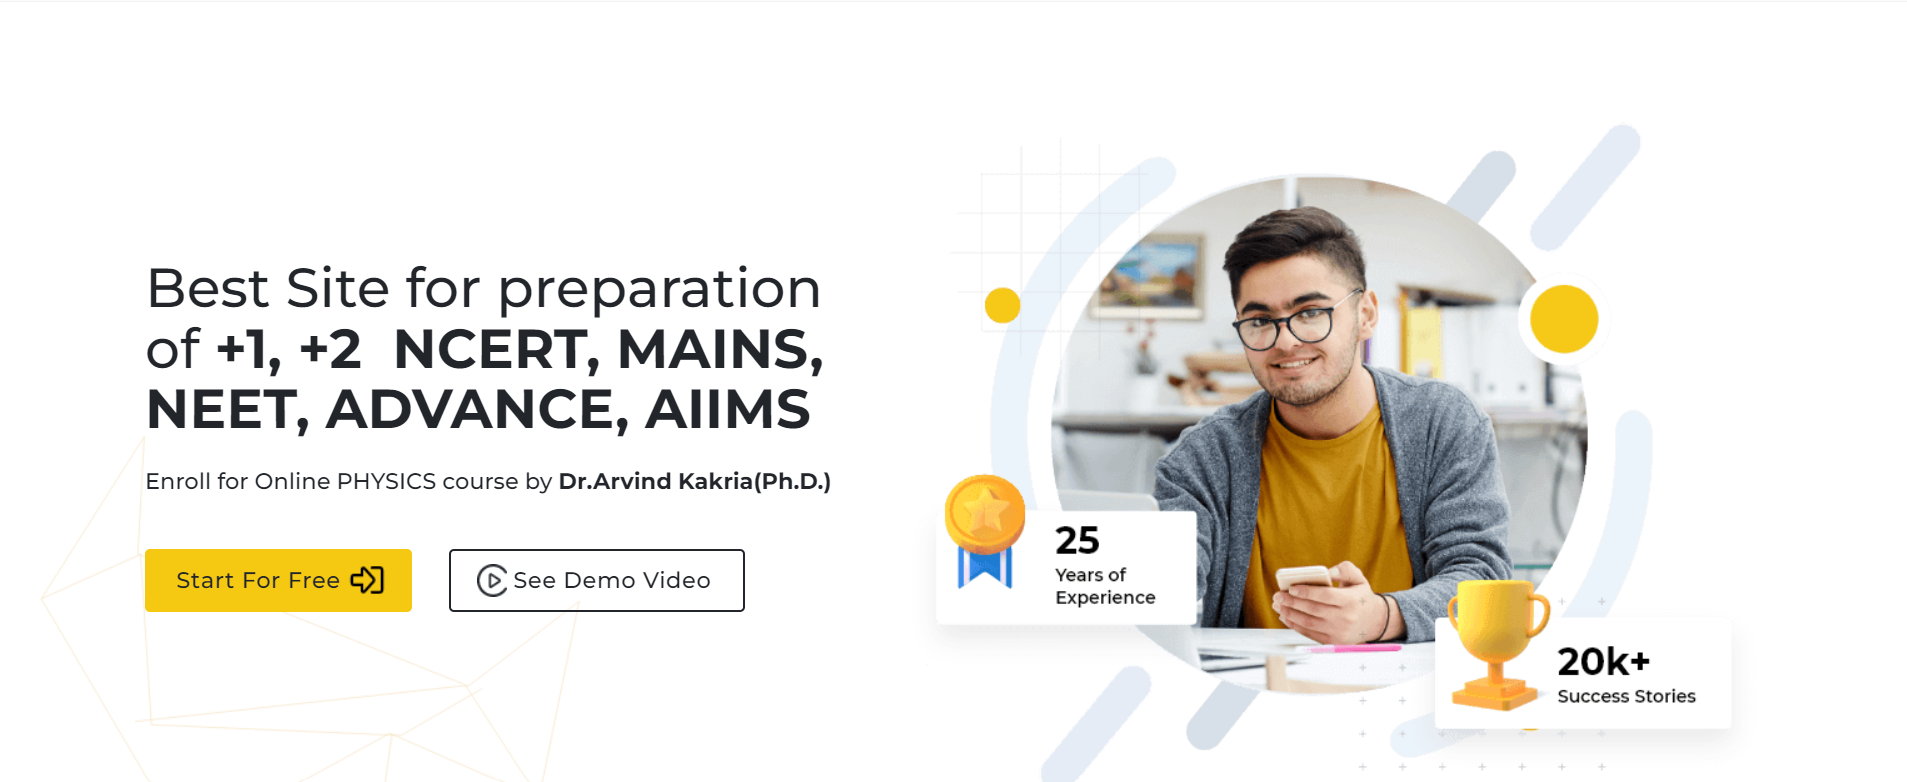 Best Site for preparation
of +1, +2  NCERT, MAINS,
NEET, ADVANCE, AIIMS
Enroll for Online PHYSICS course by Dr.Arvind Kakria(Ph.D.)
Start For Free
See Demo Video
25
Years of
Experience
20k+
Success Stories